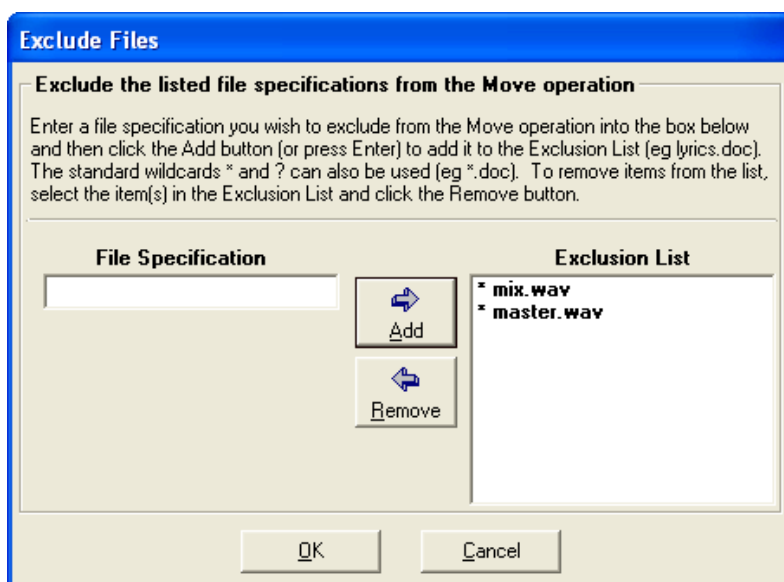 Exclude Files
Exclude the listed file specifications from the Move operation
Enter a file specification you wish to exclude from the Move operation into the box below
and then click the Add button (or press Enter) to add it to the Exclusion List (eg lyrics.doc).
The standard wildcards * and ? can also be used (eg *.doc). To remove items from the list,
select the item(s) in the Exclusion List and click the Remove button.
File Specification
Exclusion List
* mix.wav
* master.wav
Add
Remove
OK
Cancel